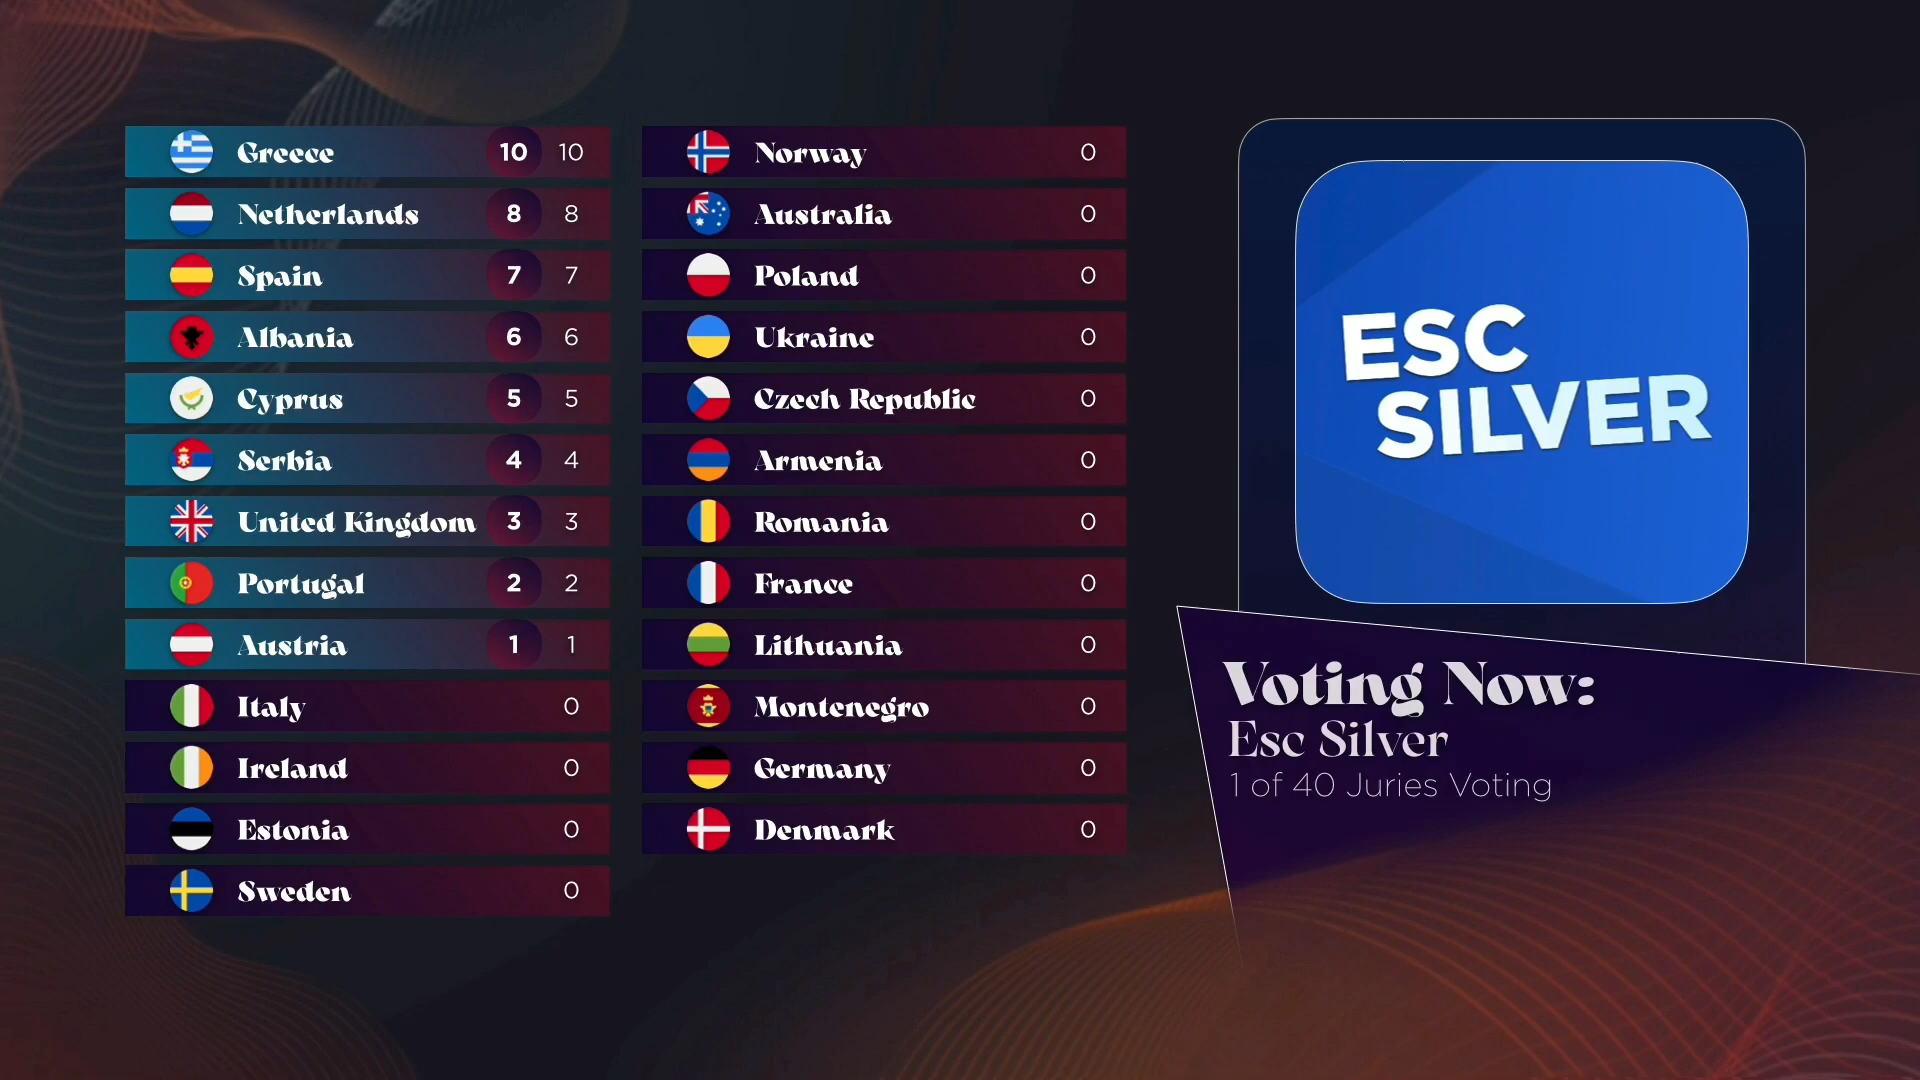 Greece 10 10
Netherlands 8 8
Spain 7 7
Albania 6 6
Cyprus 5 5
Serbia 4 4
United Kingdom 3 3
Portugal 2 2
Austria 1 1
Italy 0
Ireland 0
Estonia 0
Sweden 0
Norway 0
Australia 0
Poland 0
Ukraine 0
Czech Republic 0
Armenia 0
Romania 0
France 0
Lithuania 0
Montenegro 0
Germany 0
Denmark 0
ESC
SILVER
Voting Now:
Esc Silver
1 of 40 Juries Voting